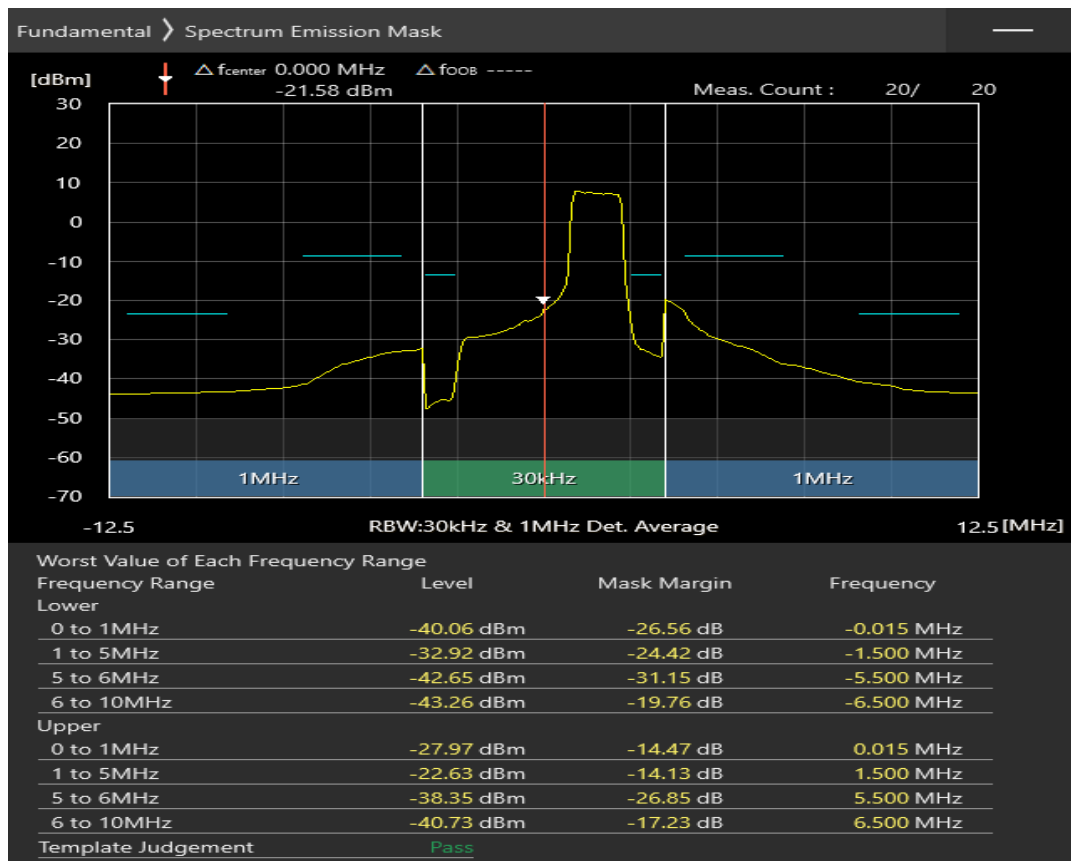 Fundamental ❯ Spectrum Emission Mask
[dBm] △ fcenter 0.000 MHz △ fOOB -----
-21.58 dBm Meas. Count : 20/ 20
30
20
10
0
-10
-20
-30
-40
-50
-60
-70
1MHz 30kHz 1MHz
-12.5 RBW:30kHz & 1MHz Det. Average 12.5 [MHz]
Worst Value of Each Frequency Range
Frequency Range Level Mask Margin Frequency
Lower
0 to 1MHz -40.06 dBm -26.56 dB -0.015 MHz
1 to 5MHz -32.92 dBm -24.42 dB -1.500 MHz
5 to 6MHz -42.65 dBm -31.15 dB -5.500 MHz
6 to 10MHz -43.26 dBm -19.76 dB -6.500 MHz
Upper
0 to 1MHz -27.97 dBm -14.47 dB 0.015 MHz
1 to 5MHz -22.63 dBm -14.13 dB 1.500 MHz
5 to 6MHz -38.35 dBm -26.85 dB 5.500 MHz
6 to 10MHz -40.73 dBm -17.23 dB 6.500 MHz
Template Judgement Pass